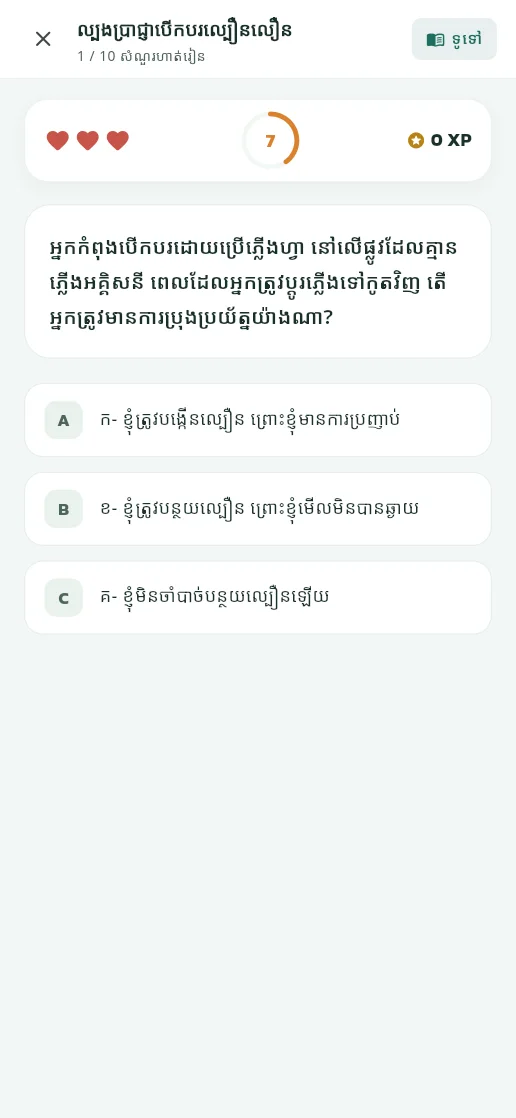 ល្បងប្រាជ្ញាបើកបរល្បឿនលឿន
1 / 10 សំណួរហាត់រៀន
ទូទៅ
7
0 XP
អ្នកកំពុងបើកបរដោយប្រើភ្លើងហ្វា នៅលើផ្លូវដែលគ្មាន
ភ្លើងអគ្គិសនី ពេលដែលអ្នកត្រូវប្ដូរភ្លើងទៅកូតវិញ តើ
អ្នកត្រូវមានការប្រុងប្រយ័ត្នយ៉ាងណា?
A ក- ខ្ញុំត្រូវបង្កើនល្បឿន ព្រោះខ្ញុំមានការប្រញាប់
B ខ- ខ្ញុំត្រូវបន្ថយល្បឿន ព្រោះខ្ញុំមើលមិនបានឆ្ងាយ
C គ- ខ្ញុំមិនចាំបាច់បន្ថយល្បឿនឡើយ